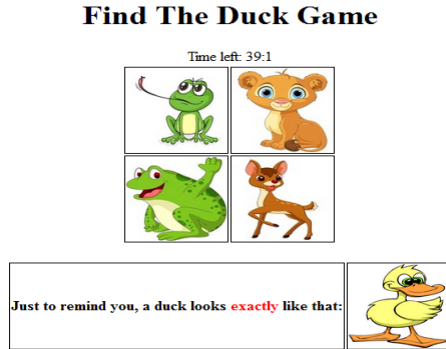 Find The Duck Game
Time left: 39:1
Just to remind you, a duck looks exactly like that: